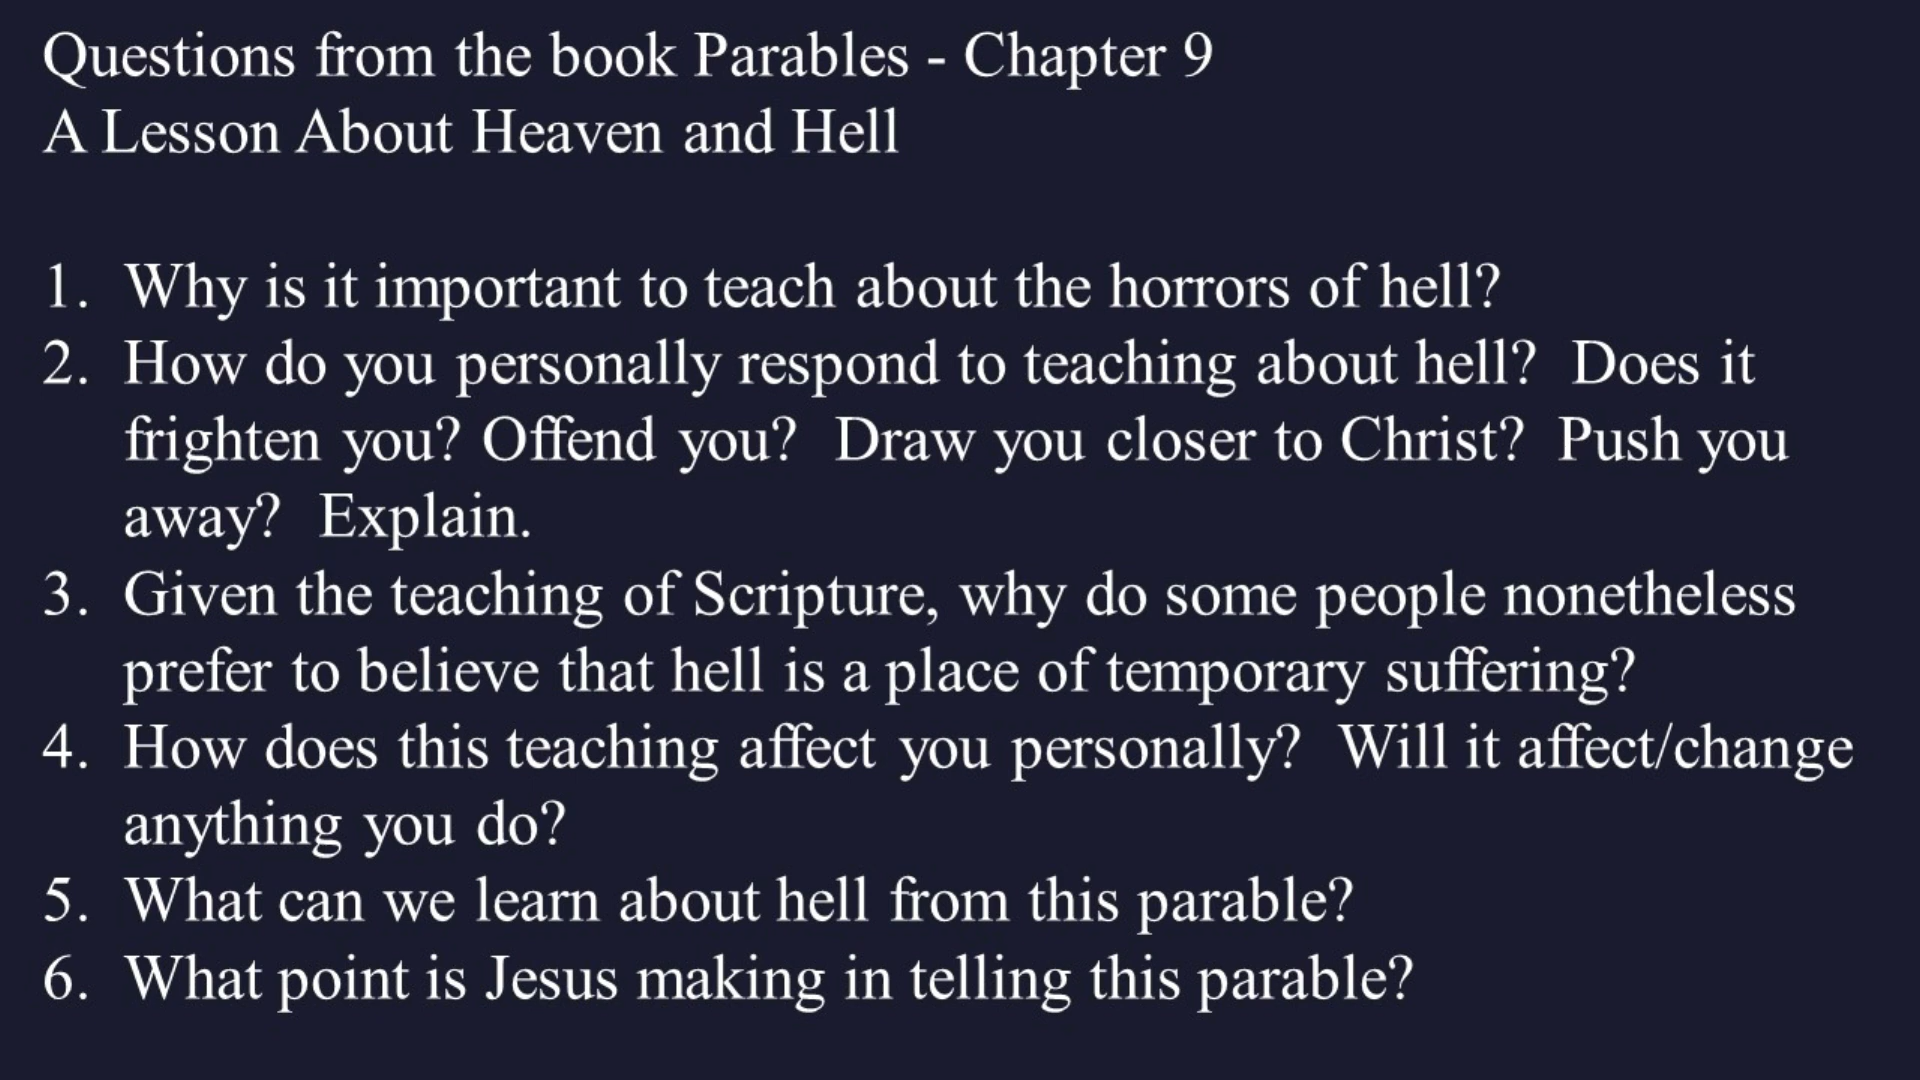 Questions from the book Parables - Chapter 9
A Lesson About Heaven and Hell
1. Why is it important to teach about the horrors of hell?
2. How do you personally respond to teaching about hell? Does it
frighten you? Offend you? Draw you closer to Christ? Push you
away? Explain.
3. Given the teaching of Scripture, why do some people nonetheless
prefer to believe that hell is a place of temporary suffering?
4. How does this teaching affect you personally? Will it affect/change
anything you do?
5. What can we learn about hell from this parable?
6. What point is Jesus making in telling this parable?